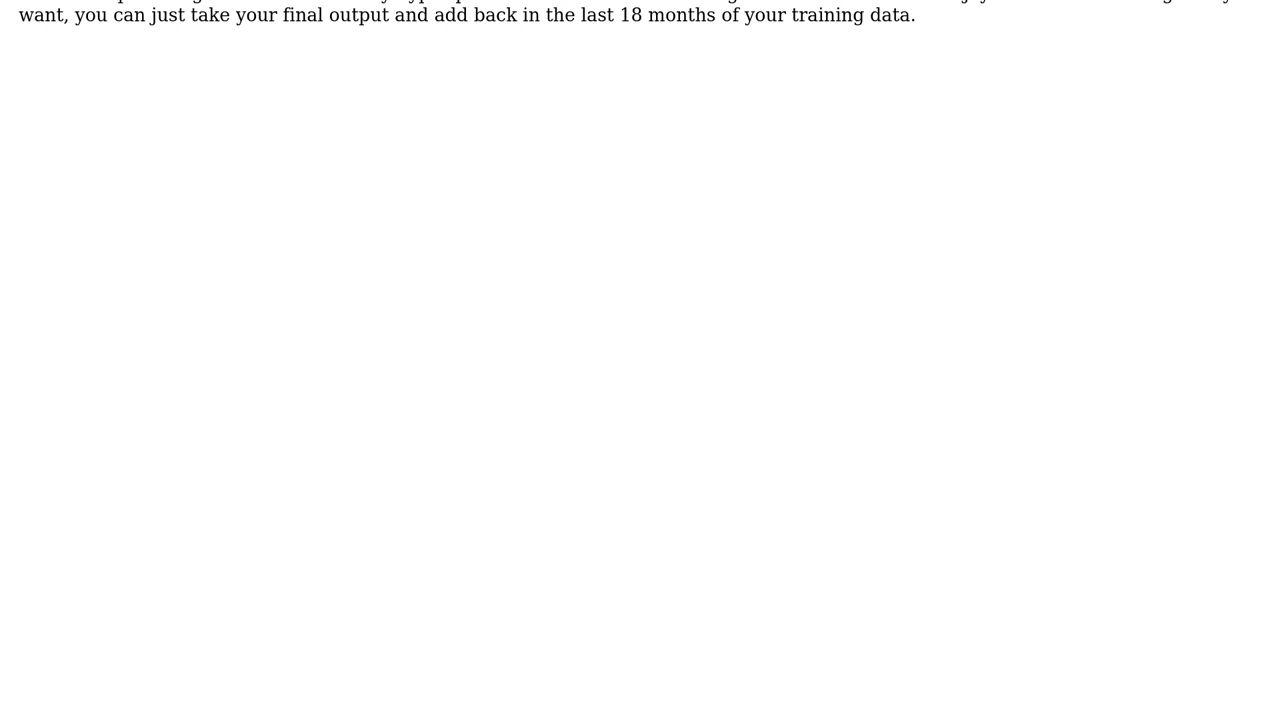 want, you can just take your final output and add back in the last 18 months of your training data.